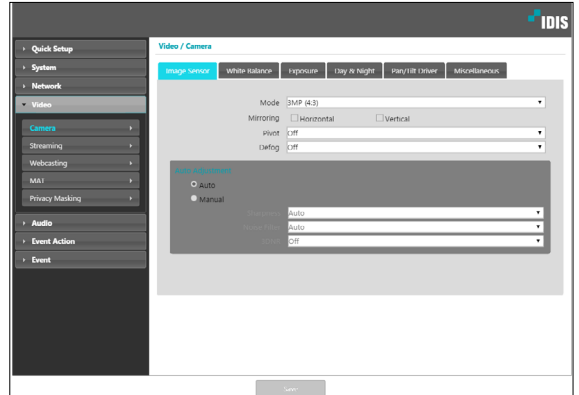 IDIS
Quick Setup
System
Network
Video
Camera
Streaming
Webcasting
MAT
Privacy Masking
Audio
Event Action
Event
Video / Camera
Image Sensor White Balance Exposure Day & Night Pan/Tilt Driver Miscellaneous
Mode 3MP (4:3)
Mirroring Horizontal Vertical
Pivot Off
Defog Off
Auto
Manual
Auto
Auto
Off
Save